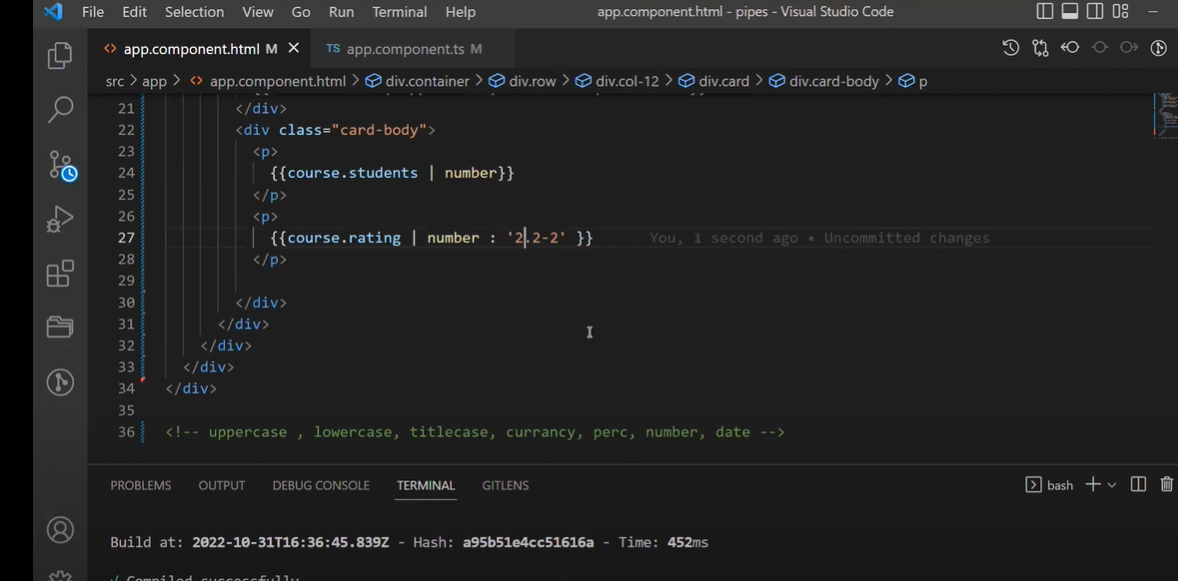 File Edit Selection View Go Run Terminal Help app.component.html - pipes - Visual Studio Code
<> app.component.html M × TS app.component.ts M
src > app > <> app.component.html > div.container > div.row > div.col-12 > div.card > div.card-body > p
21 </div>
22 <div class="card-body">
23 <p>
24 {{course.students | number}}
25 </p>
26 <p>
27 {{course.rating | number : '2.2-2' }} You, 1 second ago • Uncommitted changes
28 </p>
29
30 </div>
31 </div>
32 </div>
33 </div>
34 </div>
35
36 <!-- uppercase , lowercase, titlecase, currancy, perc, number, date -->
PROBLEMS OUTPUT DEBUG CONSOLE TERMINAL GITLENS bash
Build at: 2022-10-31T16:36:45.839Z - Hash: a95b51e4cc51616a - Time: 452ms
√ Compiled successfully